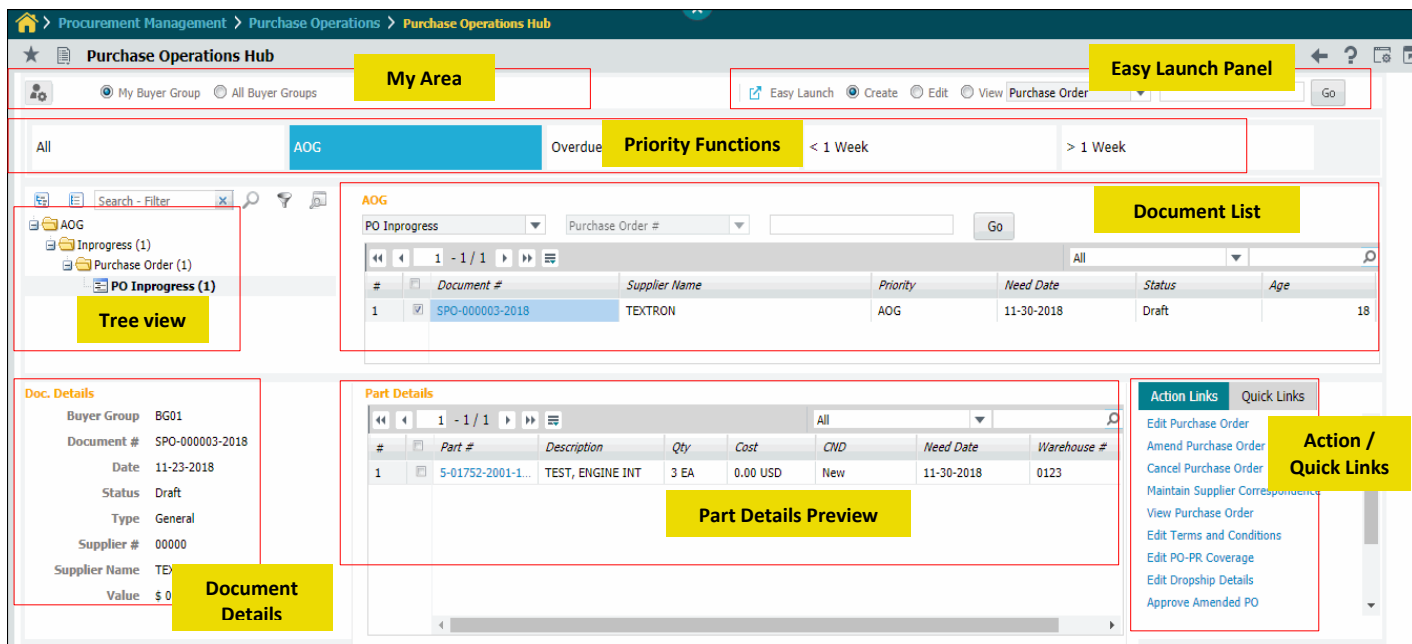 Procurement Management > Purchase Operations > Purchase Operations Hub
Purchase Operations Hub
My Area
Easy Launch Panel
My Buyer Group All Buyer Groups
Easy Launch Create Edit View Purchase Order Go
All AOG Overdue < 1 Week > 1 Week
Priority Functions
Search - Filter
AOG
Inprogress (1)
Purchase Order (1)
PO Inprogress (1)
Tree view
AOG
Document List
PO Inprogress Purchase Order # Go
1 - 1 / 1 All
# Document # Supplier Name Priority Need Date Status Age
1 SPO-000003-2018 TEXTRON AOG 11-30-2018 Draft 18
Doc. Details
Buyer Group BG01
Document # SPO-000003-2018
Date 11-23-2018
Status Draft
Type General
Supplier # 00000
Supplier Name
Value $ 0
Document
Details
Part Details
1 - 1 / 1 All
# Part # Description Qty Cost CND Need Date Warehouse #
1 5-01752-2001-1... TEST, ENGINE INT 3 EA 0.00 USD New 11-30-2018 0123
Part Details Preview
Action Links Quick Links
Edit Purchase Order
Amend Purchase Order
Cancel Purchase Order
Maintain Supplier Correspondence
View Purchase Order
Edit Terms and Conditions
Edit PO-PR Coverage
Edit Dropship Details
Approve Amended PO
Action /
Quick Links